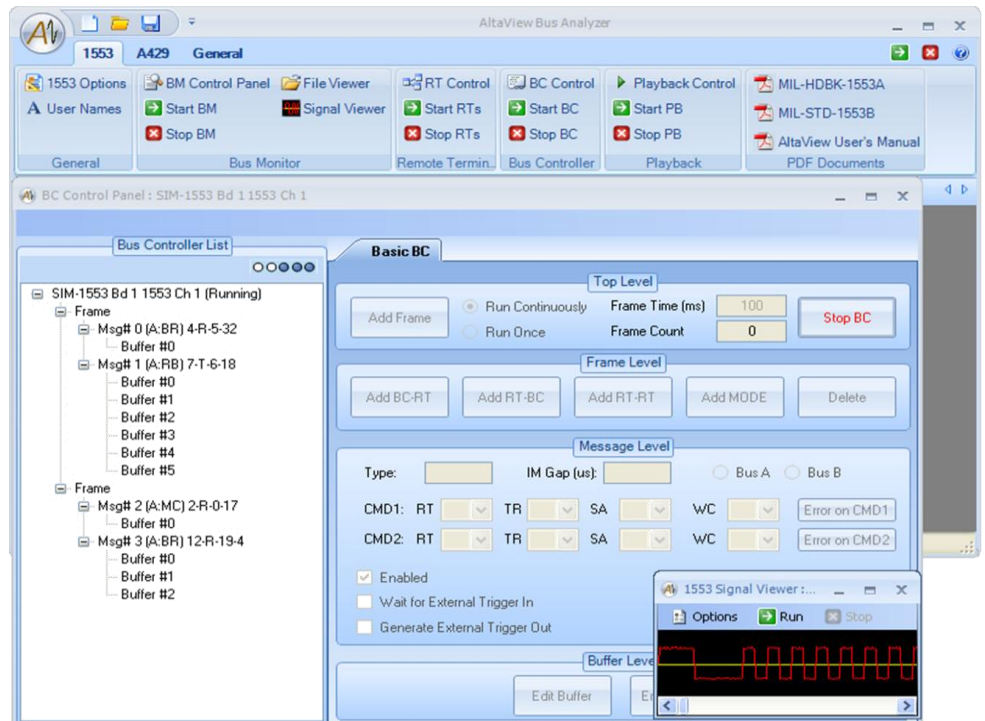 AltaView Bus Analyzer
1553 A429 General
1553 Options BM Control Panel File Viewer RT Control BC Control Playback Control MIL-HDBK-1553A
A User Names Start BM Signal Viewer Start RTs Start BC Start PB MIL-STD-1553B
Stop BM Stop RTs Stop BC Stop PB AltaView User's Manual
General Bus Monitor Remote Termin... Bus Controller Playback PDF Documents
BC Control Panel : SIM-1553 Bd 1 1553 Ch 1
Bus Controller List
SIM-1553 Bd 1 1553 Ch 1 (Running)
Frame
Msg# 0 (A:BR) 4-R-5-32
Buffer #0
Msg# 1 (A:RB) 7-T-6-18
Buffer #0
Buffer #1
Buffer #2
Buffer #3
Buffer #4
Buffer #5
Frame
Msg# 2 (A:MC) 2-R-0-17
Buffer #0
Msg# 3 (A:BR) 12-R-19-4
Buffer #0
Buffer #1
Buffer #2
Basic BC
Top Level
Add Frame Run Continuously Frame Time (ms) 100 Stop BC
Run Once Frame Count 0
Frame Level
Add BC-RT Add RT-BC Add RT-RT Add MODE Delete
Message Level
Type: IM Gap (us): Bus A Bus B
CMD1: RT TR SA WC Error on CMD1
CMD2: RT TR SA WC Error on CMD2
Enabled
Wait for External Trigger In
Generate External Trigger Out
Buffer Leve
Edit Buffer
1553 Signal Viewer :...
Options Run Stop